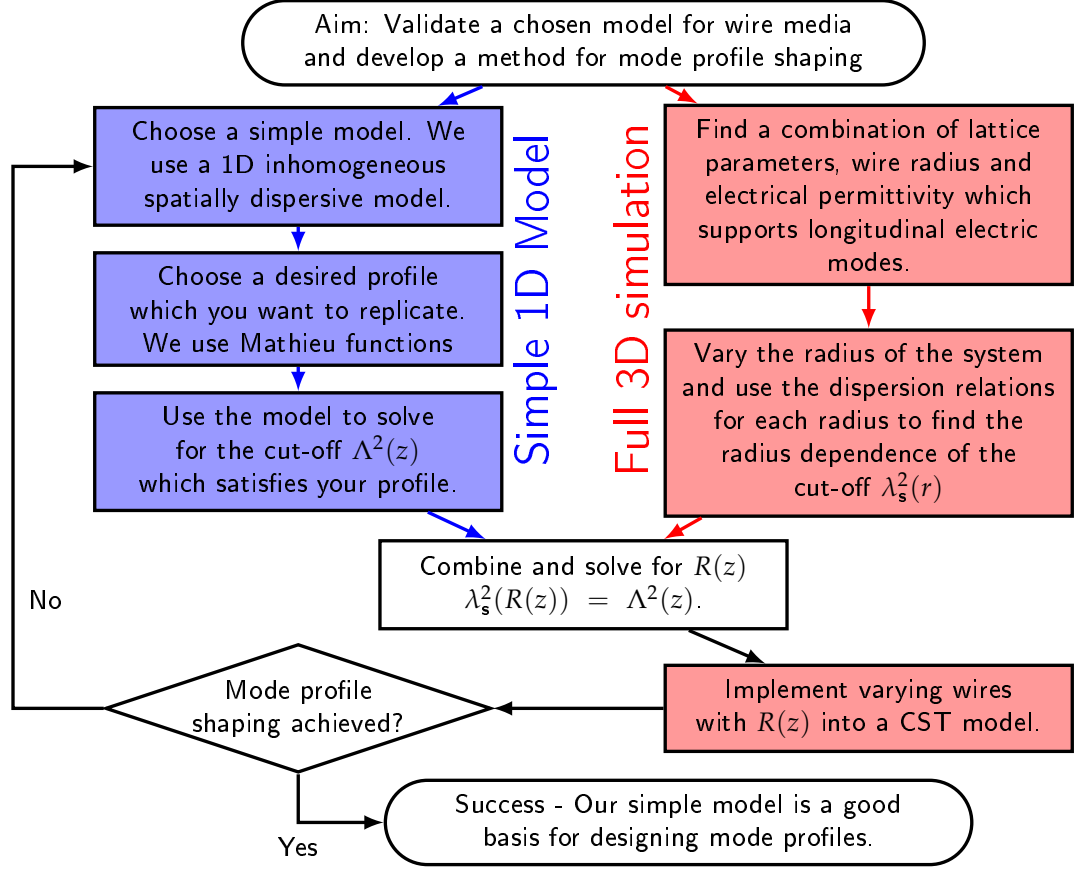 Aim: Validate a chosen model for wire media
and develop a method for mode profile shaping
Choose a simple model. We
use a 1D inhomogeneous
spatially dispersive model.
Choose a desired profile
which you want to replicate.
We use Mathieu functions
Use the model to solve
for the cut-off Λ²(z)
which satisfies your profile.
Simple 1D Model
Full 3D simulation
Find a combination of lattice
parameters, wire radius and
electrical permittivity which
supports longitudinal electric
modes.
Vary the radius of the system
and use the dispersion relations
for each radius to find the
radius dependence of the
cut-off λ²ₛ(r)
Combine and solve for R(z)
λ²ₛ(R(z)) = Λ²(z).
Implement varying wires
with R(z) into a CST model.
Mode profile
shaping achieved?
No
Yes
Success - Our simple model is a good
basis for designing mode profiles.